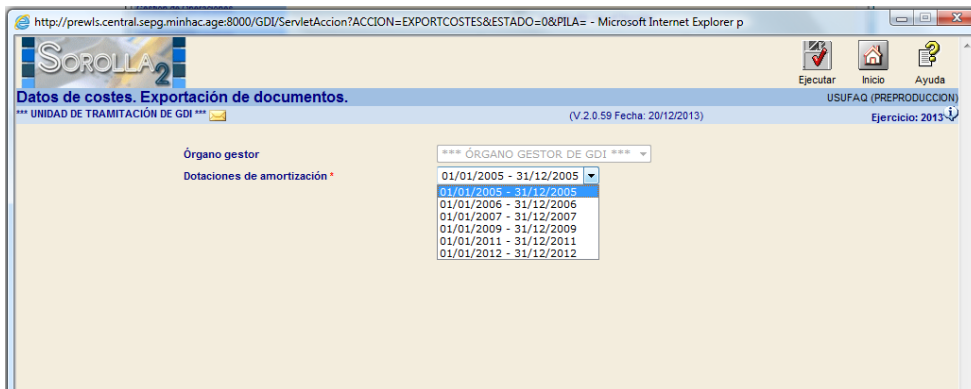 http://prewls.central.sepg.minhac.age:8000/GDI/ServletAccion?ACCION=EXPORTCOSTES&ESTADO=0&PILA= - Microsoft Internet Explorer p
SOROLLA2
Ejecutar Inicio Ayuda
Datos de costes. Exportación de documentos. USUFAQ (PREPRODUCCION)
*** UNIDAD DE TRAMITACIÓN DE GDI *** (V.2.0.59 Fecha: 20/12/2013) Ejercicio: 2013
Órgano gestor *** ÓRGANO GESTOR DE GDI ***
Dotaciones de amortización * 01/01/2005 - 31/12/2005
01/01/2005 - 31/12/2005
01/01/2006 - 31/12/2006
01/01/2007 - 31/12/2007
01/01/2009 - 31/12/2009
01/01/2011 - 31/12/2011
01/01/2012 - 31/12/2012